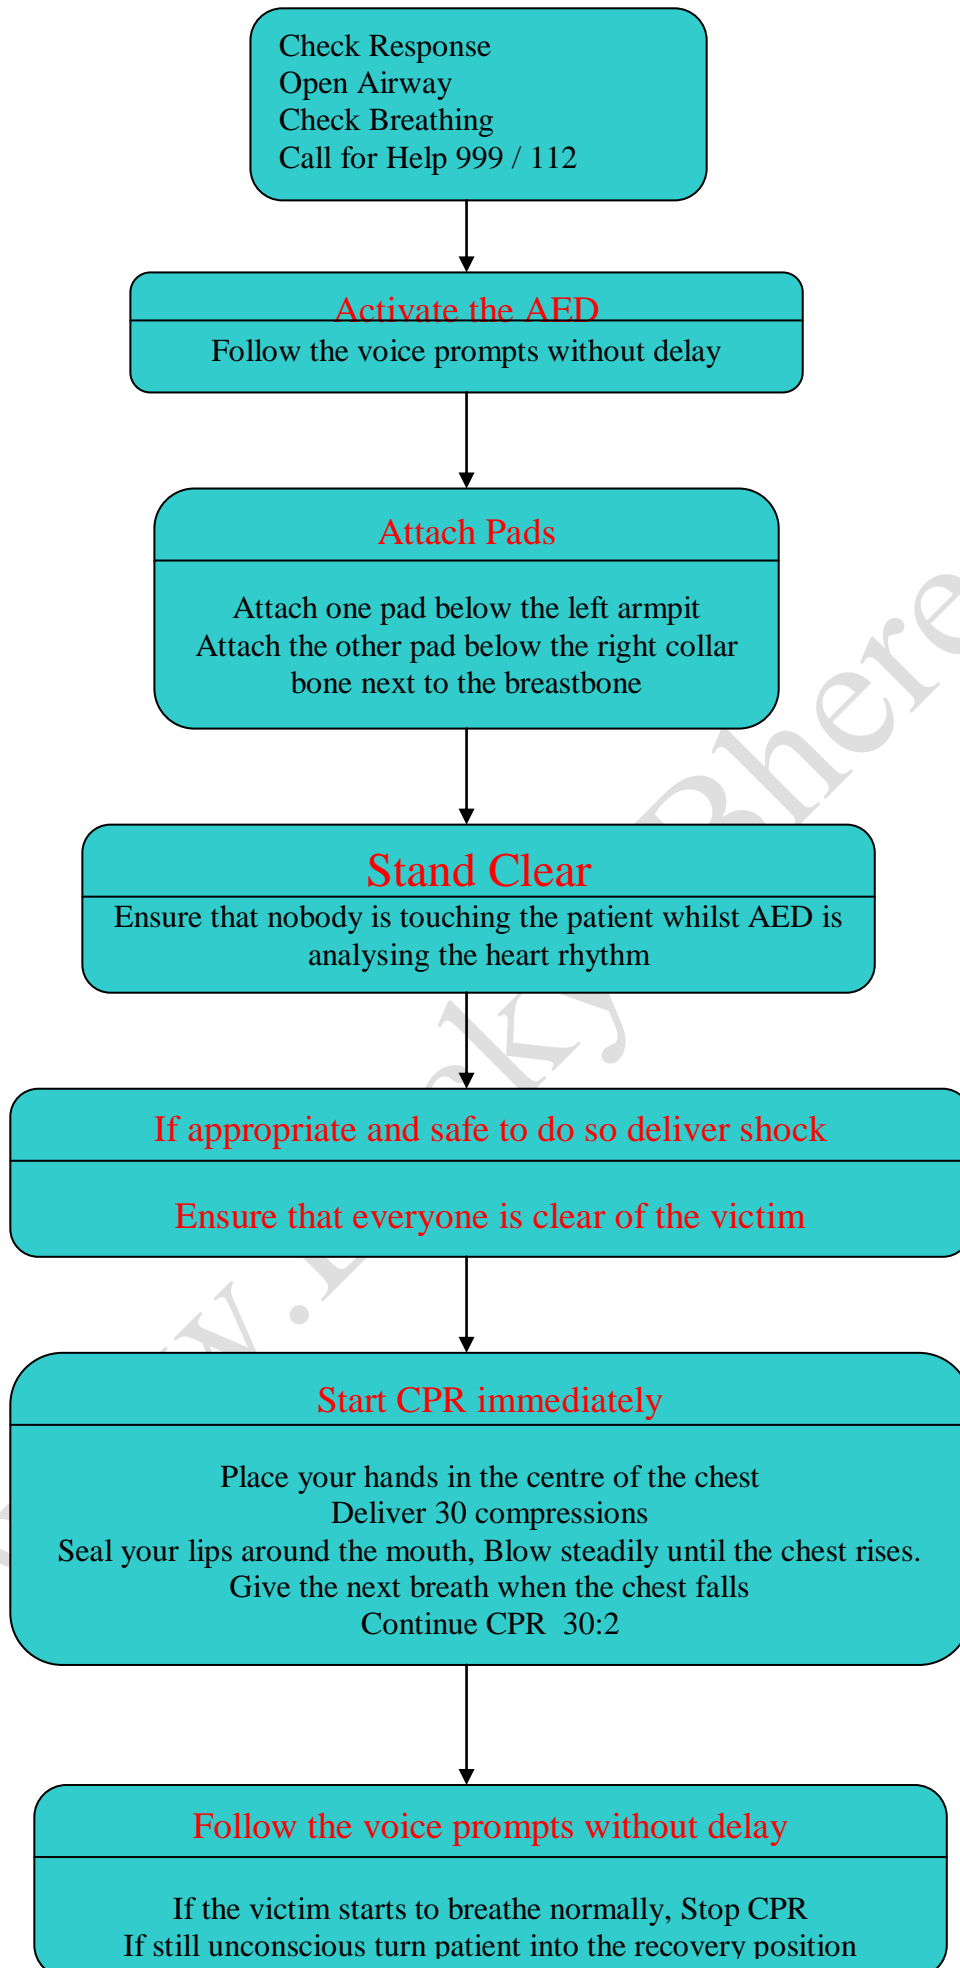 Check Response
Open Airway
Check Breathing
Call for Help 999 / 112
Activate the AED
Follow the voice prompts without delay
Attach Pads
Attach one pad below the left armpit
Attach the other pad below the right collar
bone next to the breastbone
Stand Clear
Ensure that nobody is touching the patient whilst AED is
analysing the heart rhythm
If appropriate and safe to do so deliver shock
Ensure that everyone is clear of the victim
Start CPR immediately
Place your hands in the centre of the chest
Deliver 30 compressions
Seal your lips around the mouth, Blow steadily until the chest rises.
Give the next breath when the chest falls
Continue CPR  30:2
Follow the voice prompts without delay
If the victim starts to breathe normally, Stop CPR
If still unconscious turn patient into the recovery position